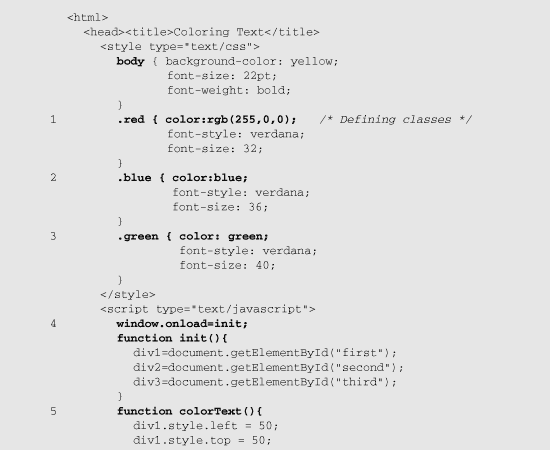 <html>
<head><title>Coloring Text</title>
<style type="text/css">
body { background-color: yellow;
font-size: 22pt;
font-weight: bold;
}
1 .red { color:rgb(255,0,0); /* Defining classes */
font-style: verdana;
font-size: 32;
}
2 .blue { color:blue;
font-style: verdana;
font-size: 36;
}
3 .green { color: green;
font-style: verdana;
font-size: 40;
}
</style>
<script type="text/javascript">
4 window.onload=init;
function init(){
div1=document.getElementById("first");
div2=document.getElementById("second");
div3=document.getElementById("third");
}
5 function colorText(){
div1.style.left = 50;
div1.style.top = 50;